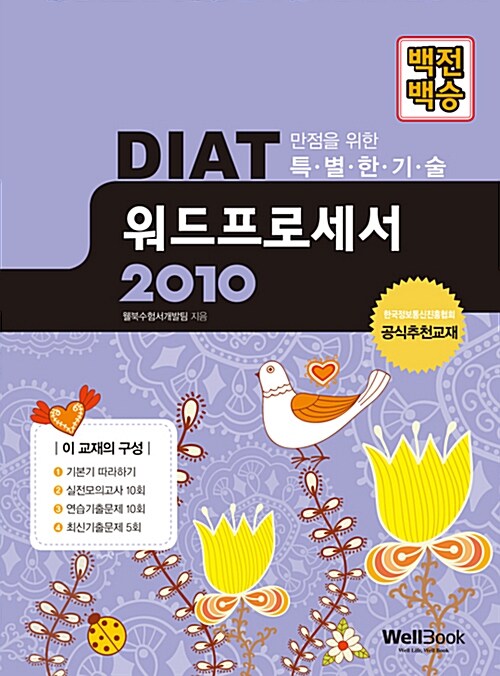 백전
백승
만점을 위한
DIAT 특·별·한·기·술
워드프로세서
2010
웰북수험서개발팀 지음
한국정보통신진흥협회
공식추천교재
이 교재의 구성
1 기본기 따라하기
2 실전모의고사 10회
3 연습기출문제 10회
4 최신기출문제 5회
WellBook
Well Life, Well Book